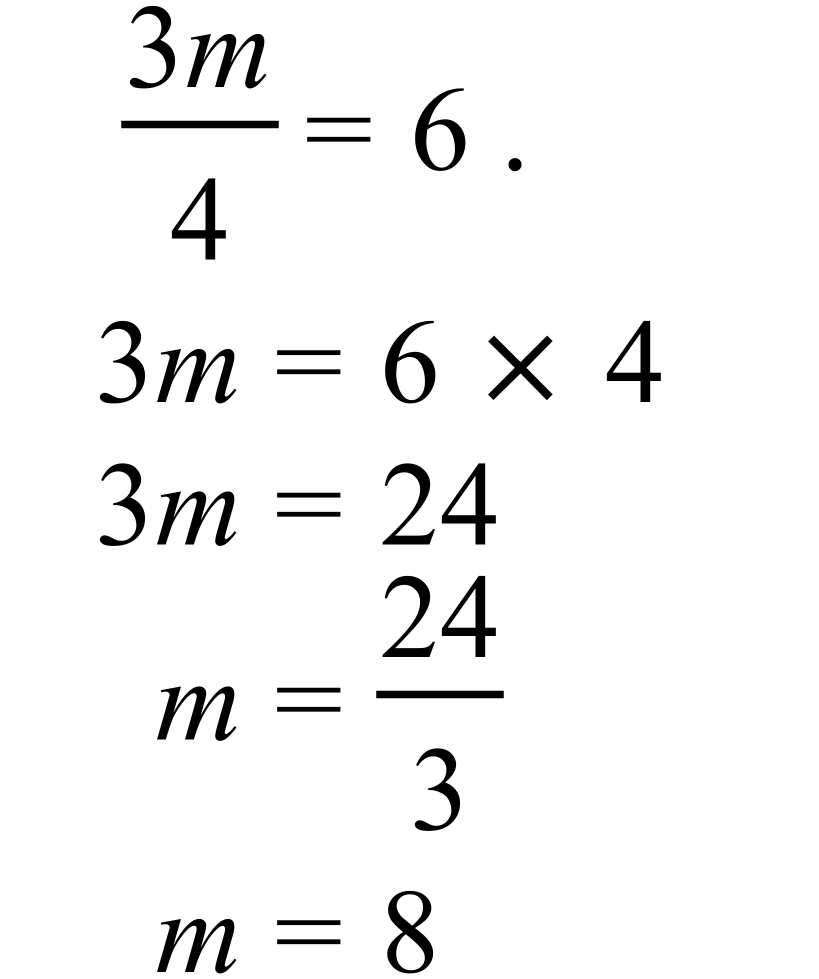 3m/4 = 6 .
3m = 6 × 4
3m = 24
m = 24/3
m = 8